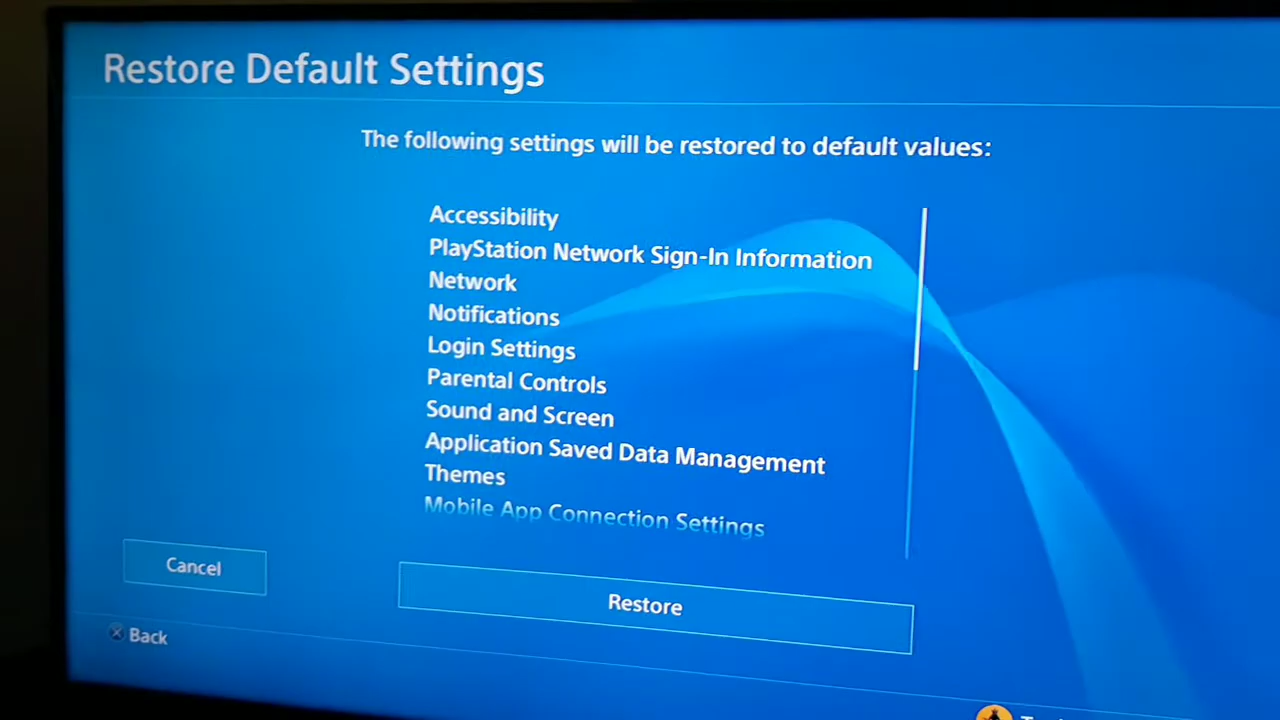 Restore Default Settings
The following settings will be restored to default values:
Accessibility
PlayStation Network Sign-In Information
Network
Notifications
Login Settings
Parental Controls
Sound and Screen
Application Saved Data Management
Themes
Mobile App Connection Settings
Cancel
Restore
Back